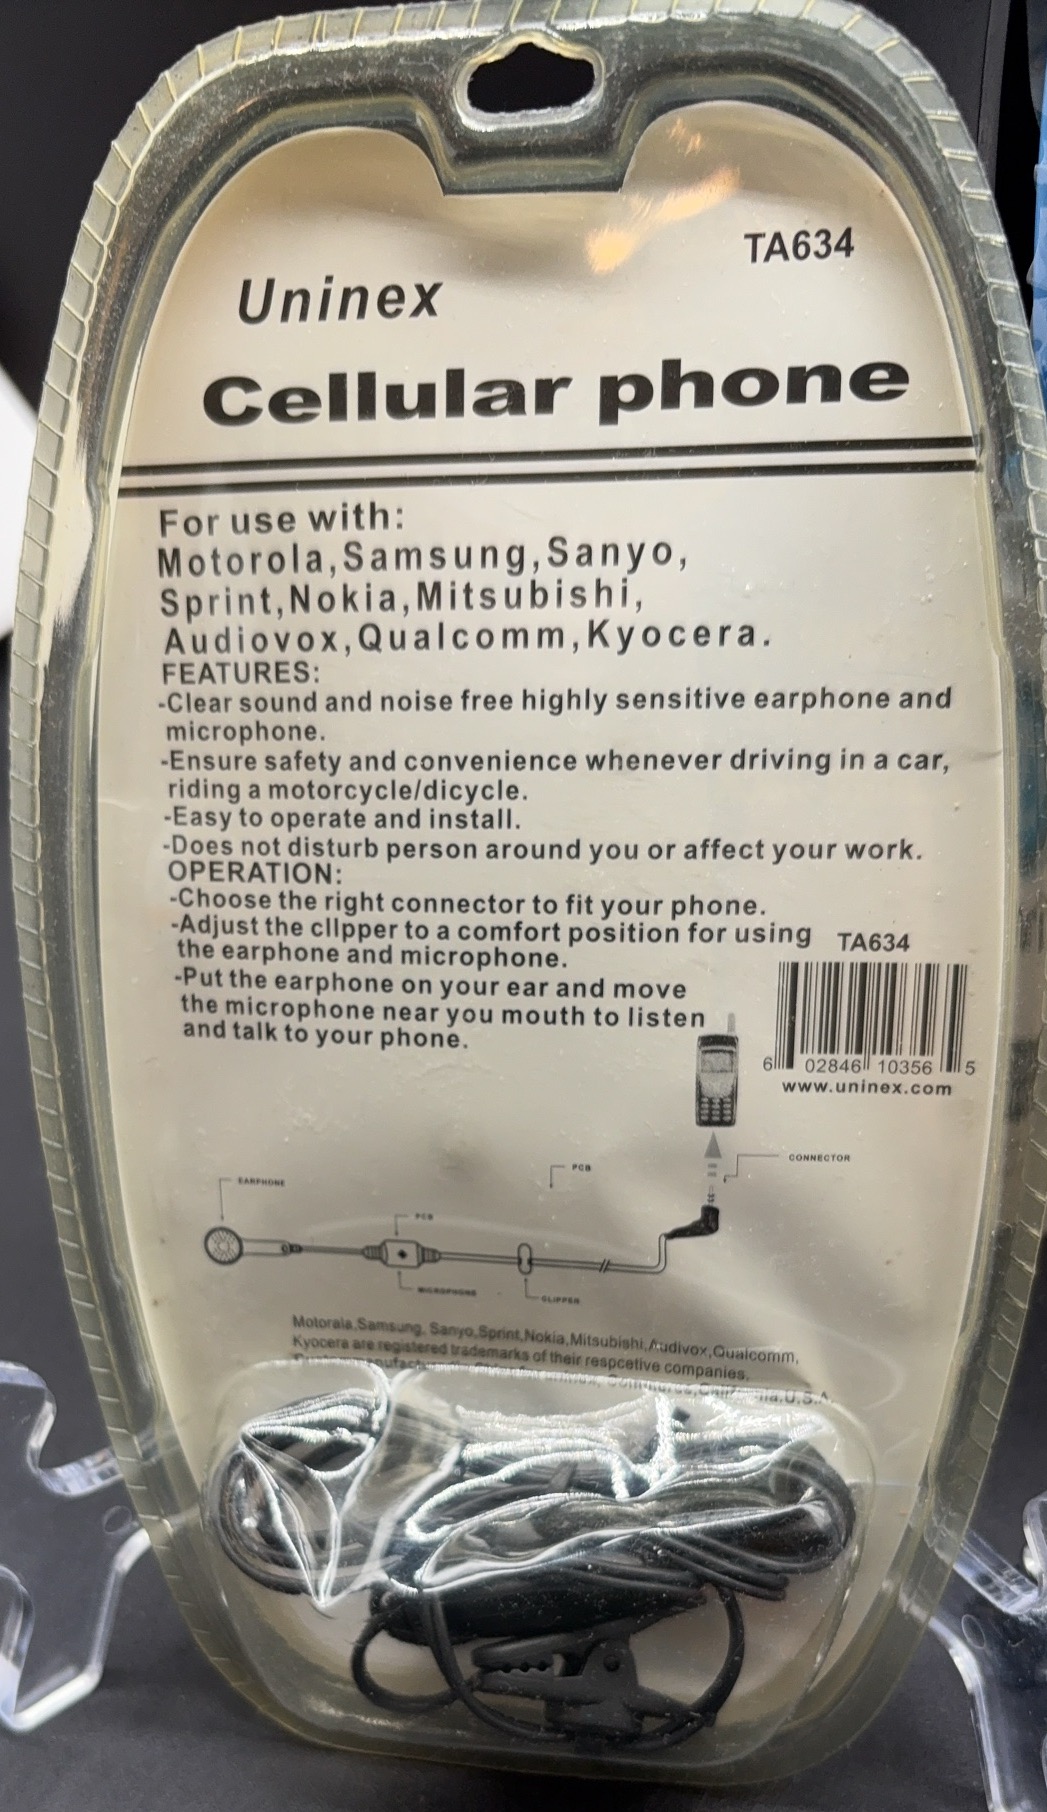 TA634
Uninex
Cellular phone
For use with:
Motorola,Samsung,Sanyo,
Sprint,Nokia,Mitsubishi,
Audiovox,Qualcomm,Kyocera.
FEATURES:
-Clear sound and noise free highly sensitive earphone and
microphone.
-Ensure safety and convenience whenever driving in a car,
riding a motorcycle/dicycle.
-Easy to operate and install.
-Does not disturb person around you or affect your work.
OPERATION:
-Choose the right connector to fit your phone.
-Adjust the clIpper to a comfort position for using
the earphone and microphone.
-Put the earphone on your ear and move
the microphone near you mouth to listen
and talk to your phone.
TA634
6 02846 10356 5
www.uninex.com
CONNECTOR
PCB
EARPHONE
PCB
MICROPHONE
CLIPPER
Motorala,Samsung, Sanyo,Sprint,Nokia,Mitsubishi,Audivox,Qualcomm,
Kyocera are registered trademarks of their respcetive companies,
U.S.A.